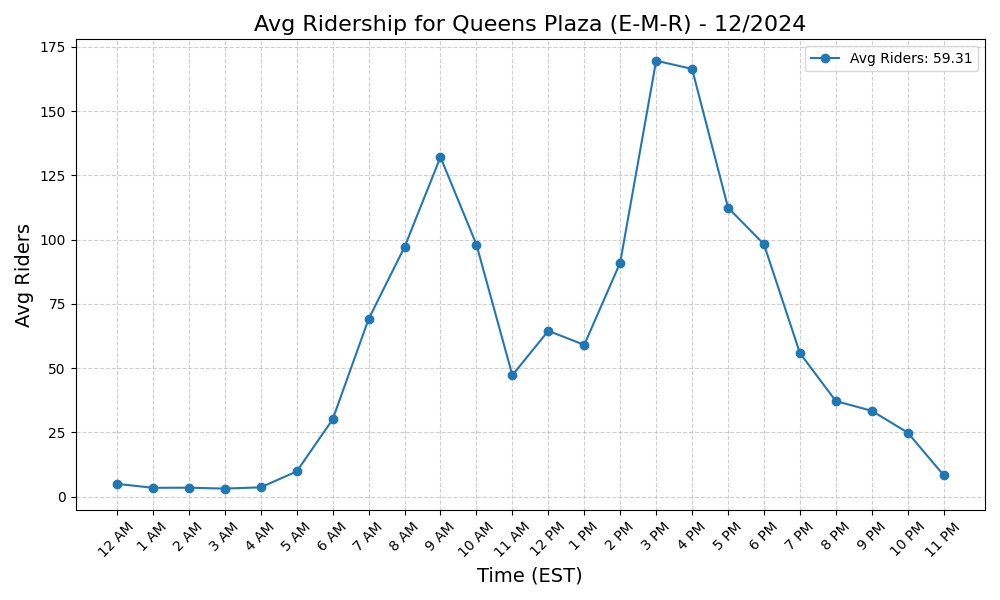 Avg Ridership for Queens Plaza (E-M-R) - 12/2024
Avg Riders: 59.31
Avg Riders
175
150
125
100
75
50
25
0
12 AM
1 AM
2 AM
3 AM
4 AM
5 AM
6 AM
7 AM
8 AM
9 AM
10 AM
11 AM
12 PM
1 PM
2 PM
3 PM
4 PM
5 PM
6 PM
7 PM
8 PM
9 PM
10 PM
11 PM
Time (EST)